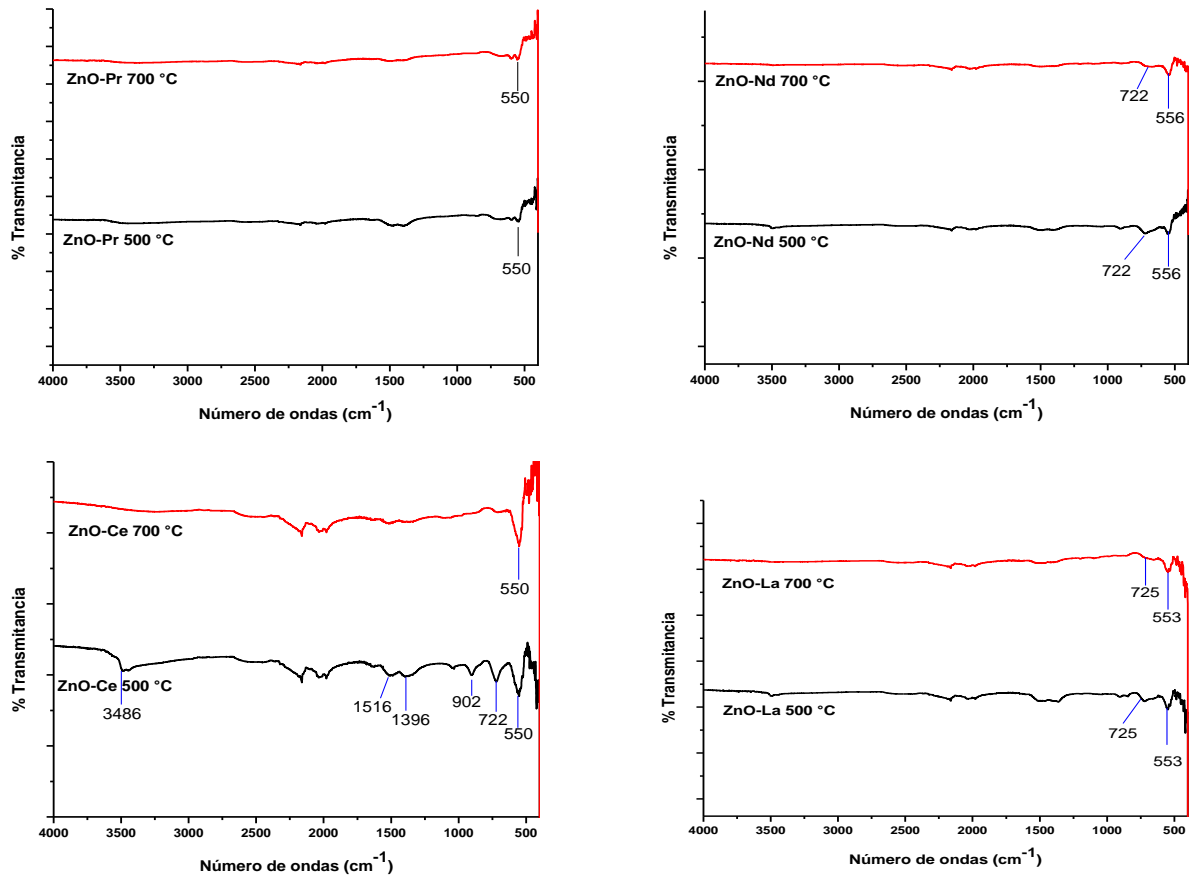 ZnO-Pr 700 °C
550
ZnO-Pr 500 °C
550
% Transmitancia
4000 3500 3000 2500 2000 1500 1000 500
Número de ondas (cm-1)
ZnO-Nd 700 °C
722
556
ZnO-Nd 500 °C
722
556
% Transmitancia
4000 3500 3000 2500 2000 1500 1000 500
Número de ondas (cm-1)
ZnO-Ce 700 °C
550
ZnO-Ce 500 °C
3486
1516
1396
902
722
550
% Transmitancia
4000 3500 3000 2500 2000 1500 1000 500
Número de ondas (cm-1)
ZnO-La 700 °C
725
553
ZnO-La 500 °C
725
553
% Transmitancia
4000 3500 3000 2500 2000 1500 1000 500
Número de ondas (cm-1)